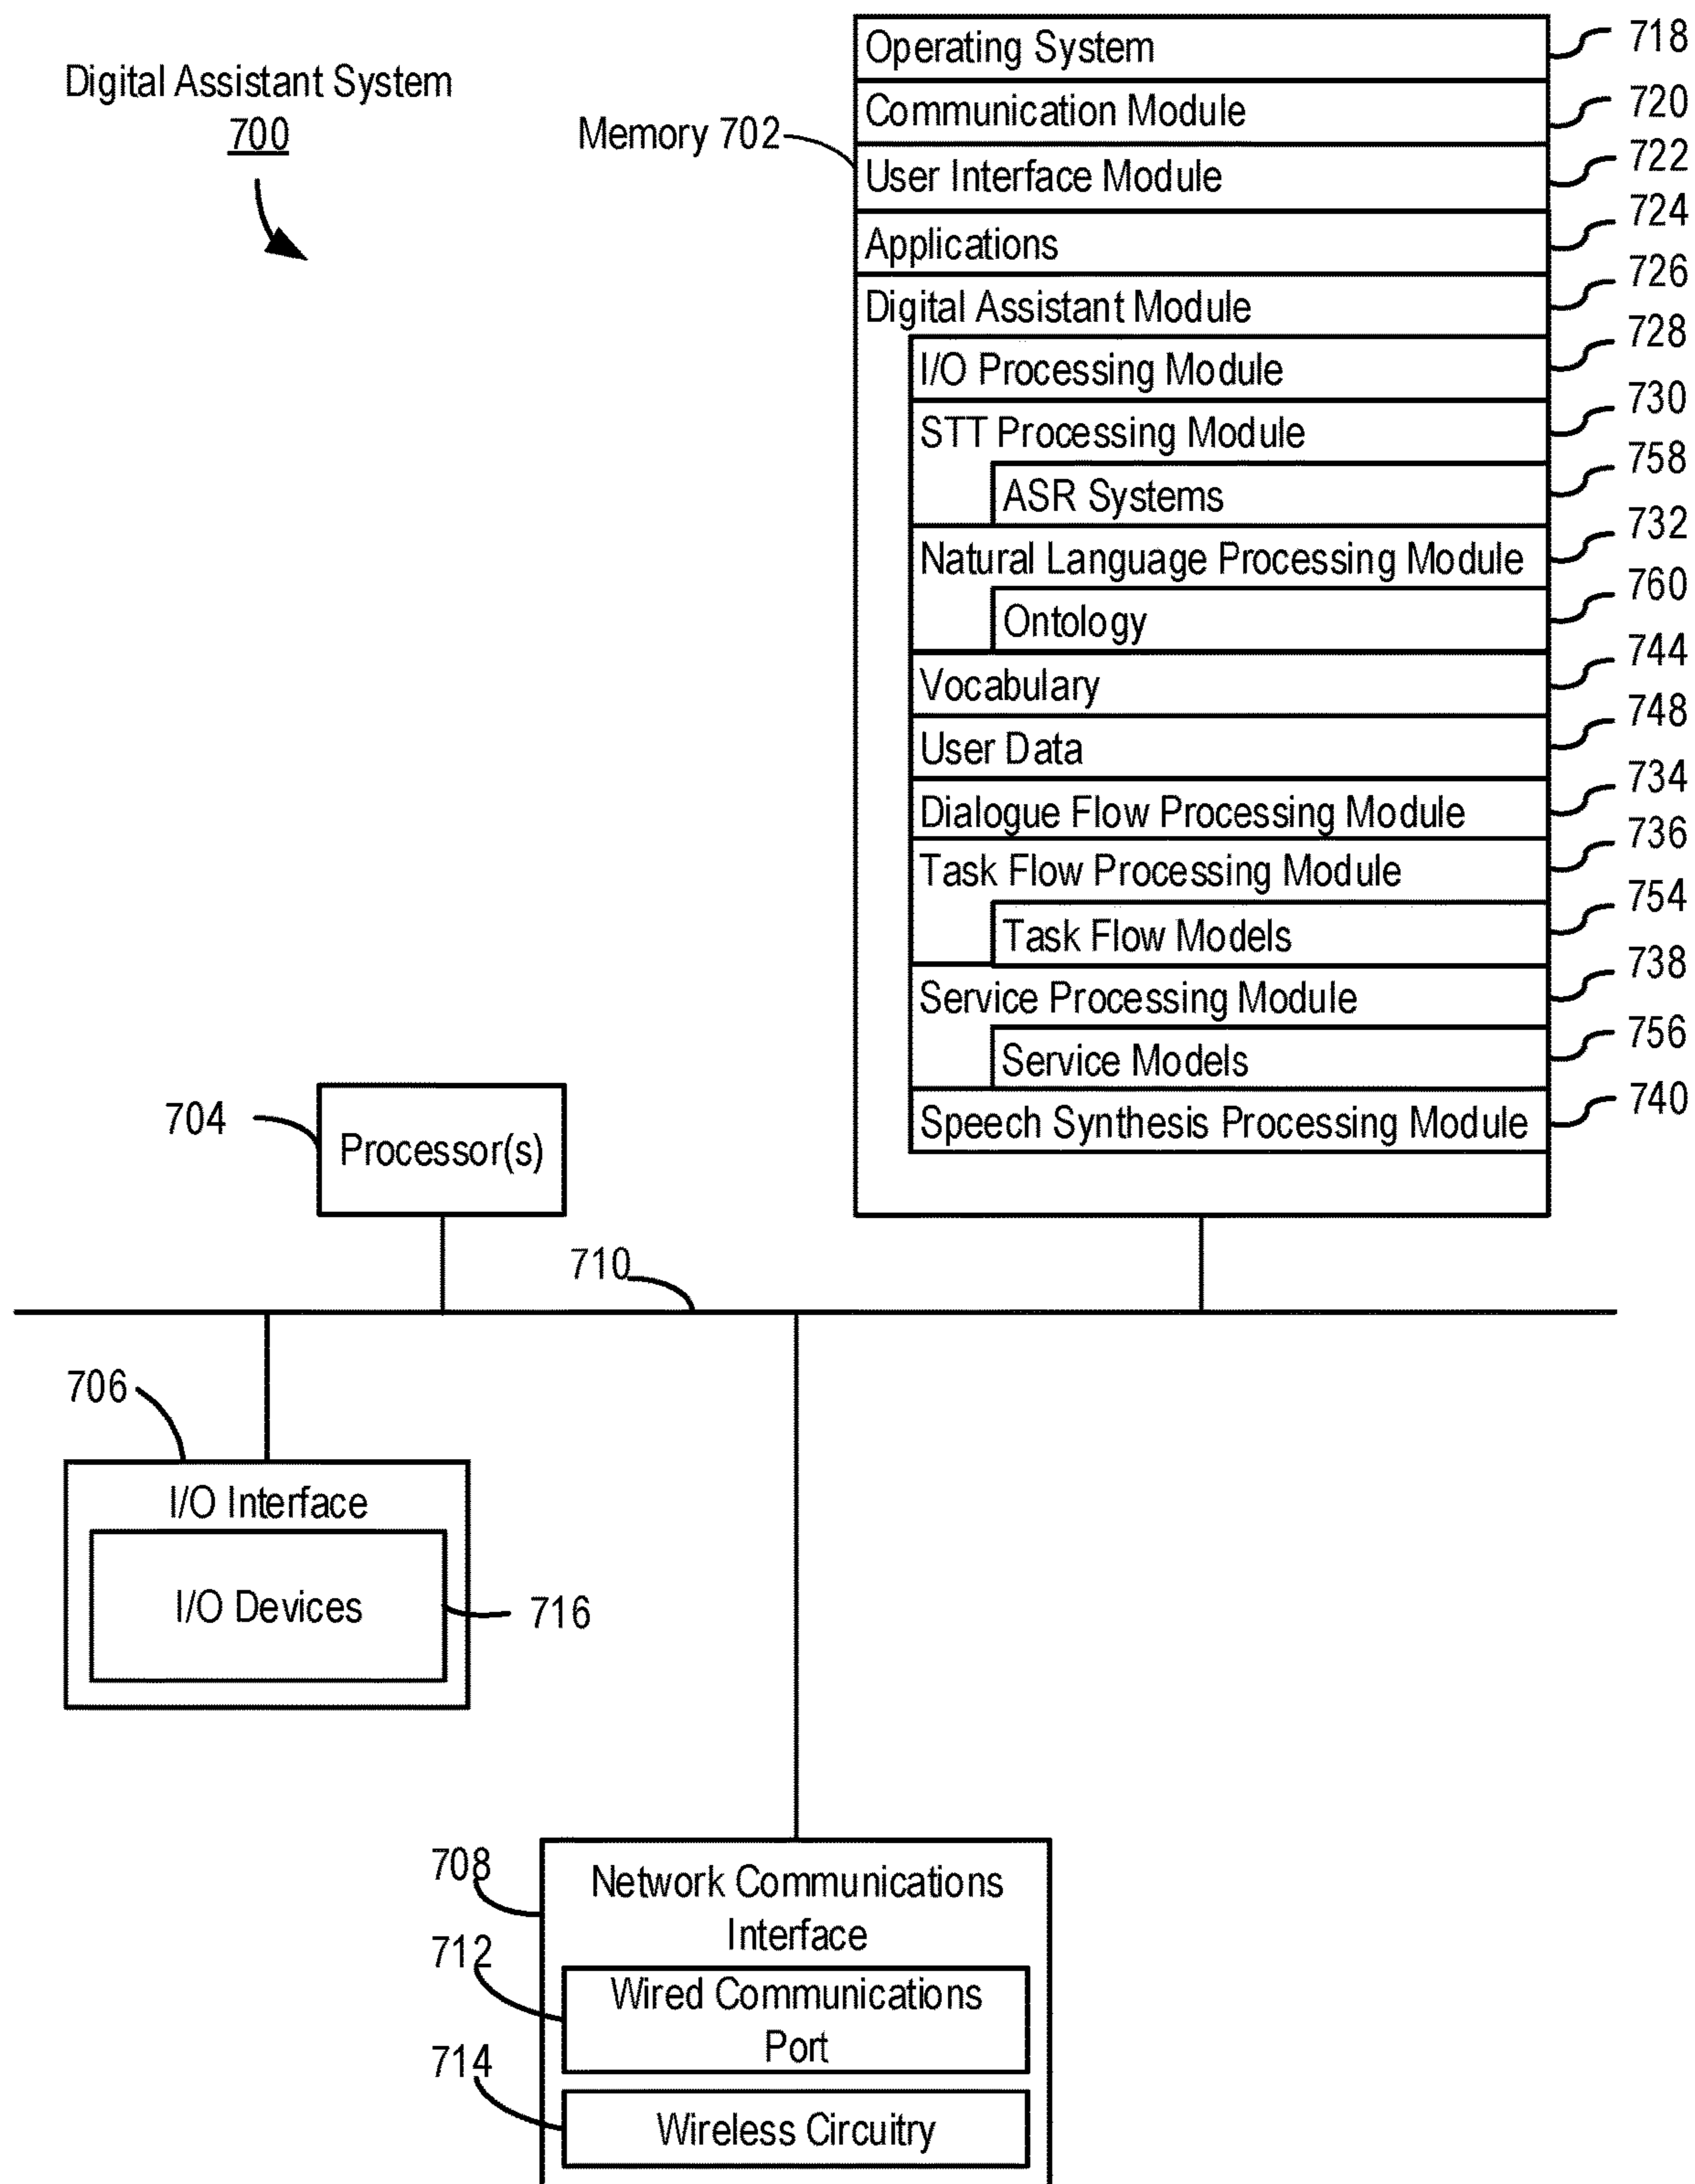 Digital Assistant System
700
Memory 702
Operating System 718
Communication Module 720
User Interface Module 722
Applications 724
Digital Assistant Module 726
I/O Processing Module 728
STT Processing Module 730
ASR Systems 758
Natural Language Processing Module 732
Ontology 760
Vocabulary 744
User Data 748
Dialogue Flow Processing Module 734
Task Flow Processing Module 736
Task Flow Models 754
Service Processing Module 738
Service Models 756
Speech Synthesis Processing Module 740
704
Processor(s)
710
706
I/O Interface
I/O Devices
716
708
Network Communications
Interface
712
Wired Communications
Port
714
Wireless Circuitry